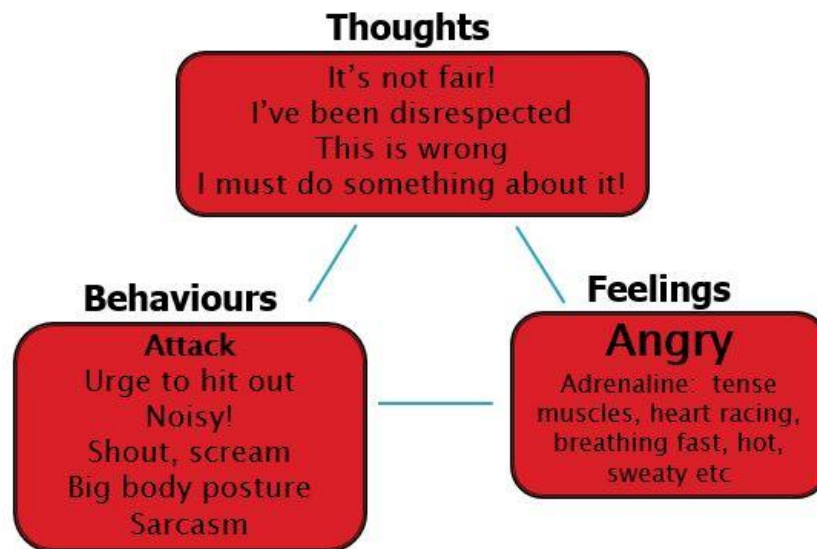 Thoughts
It's not fair!
I've been disrespected
This is wrong
I must do something about it!
Behaviours
Attack
Urge to hit out
Noisy!
Shout, scream
Big body posture
Sarcasm
Feelings
Angry
Adrenaline: tense
muscles, heart racing,
breathing fast, hot,
sweaty etc